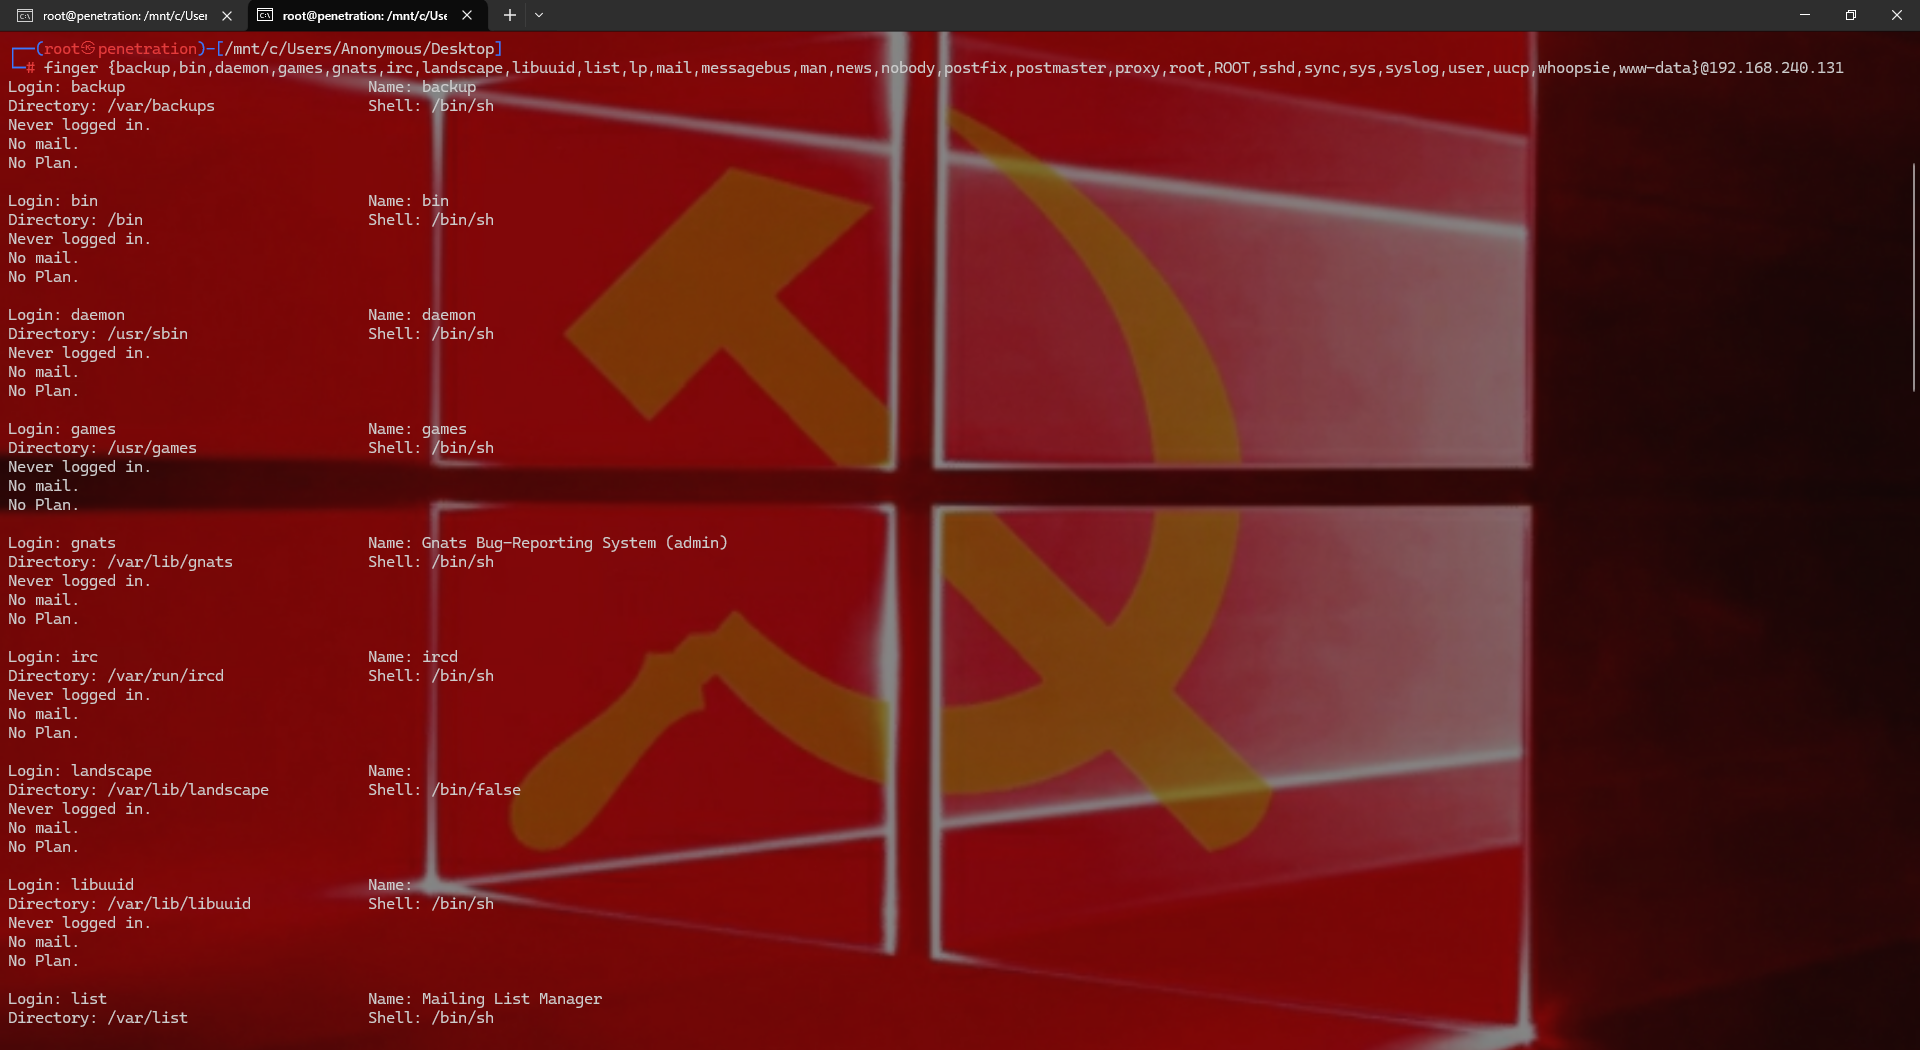 root@penetration: /mnt/c/User
root@penetration: /mnt/c/Use
(root㉿penetration)-[/mnt/c/Users/Anonymous/Desktop]
# finger {backup,bin,daemon,games,gnats,irc,landscape,libuuid,list,lp,mail,messagebus,man,news,nobody,postfix,postmaster,proxy,root,ROOT,sshd,sync,sys,syslog,user,uucp,whoopsie,www-data}@192.168.240.131
Login: backup Name: backup
Directory: /var/backups Shell: /bin/sh
Never logged in.
No mail.
No Plan.
Login: bin Name: bin
Directory: /bin Shell: /bin/sh
Never logged in.
No mail.
No Plan.
Login: daemon Name: daemon
Directory: /usr/sbin Shell: /bin/sh
Never logged in.
No mail.
No Plan.
Login: games Name: games
Directory: /usr/games Shell: /bin/sh
Never logged in.
No mail.
No Plan.
Login: gnats Name: Gnats Bug-Reporting System (admin)
Directory: /var/lib/gnats Shell: /bin/sh
Never logged in.
No mail.
No Plan.
Login: irc Name: ircd
Directory: /var/run/ircd Shell: /bin/sh
Never logged in.
No mail.
No Plan.
Login: landscape Name:
Directory: /var/lib/landscape Shell: /bin/false
Never logged in.
No mail.
No Plan.
Login: libuuid Name:
Directory: /var/lib/libuuid Shell: /bin/sh
Never logged in.
No mail.
No Plan.
Login: list Name: Mailing List Manager
Directory: /var/list Shell: /bin/sh